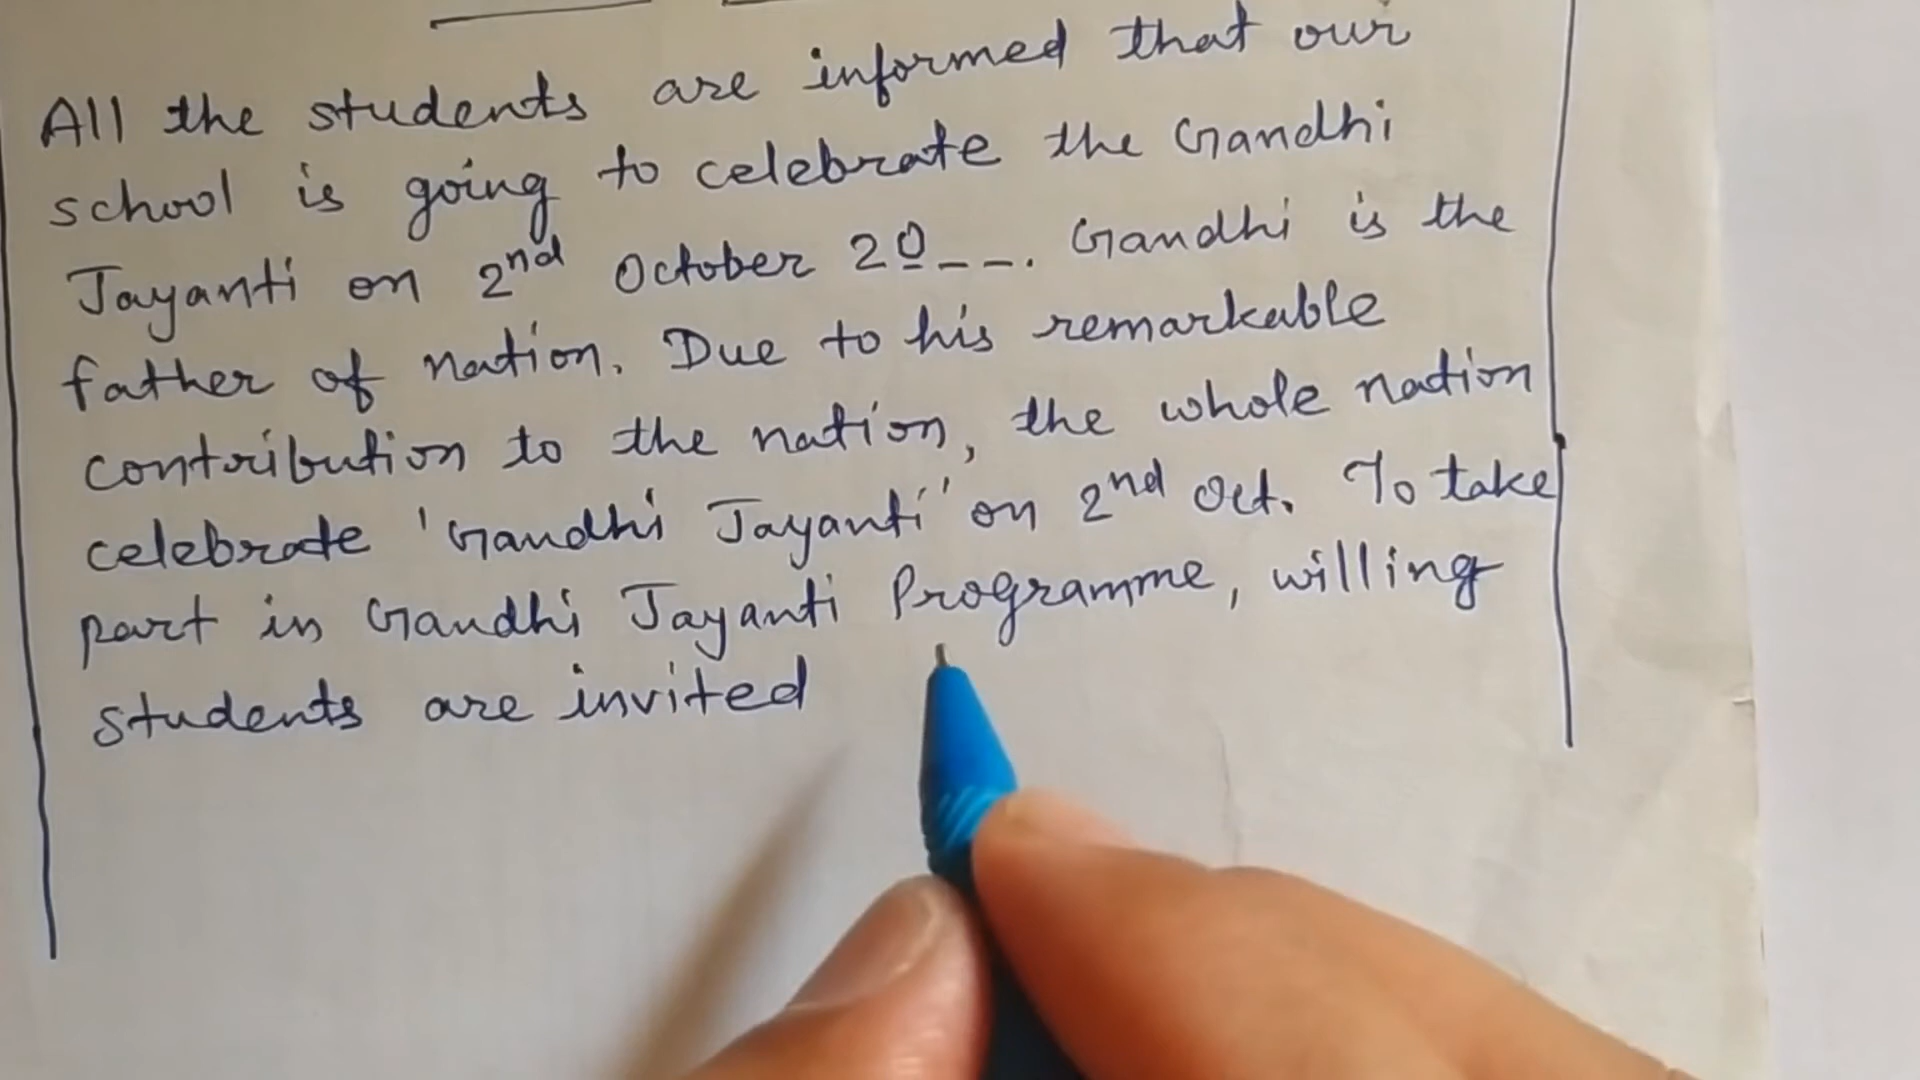 All the students are informed that our
school is going to celebrate the Gandhi
Jayanti on 2nd October 20__. Gandhi is the
father of nation. Due to his remarkable
contribution to the nation, the whole nation
celebrate 'Gandhi Jayanti' on 2nd Oct. To take
part in Gandhi Jayanti Programme, willing
students are invited